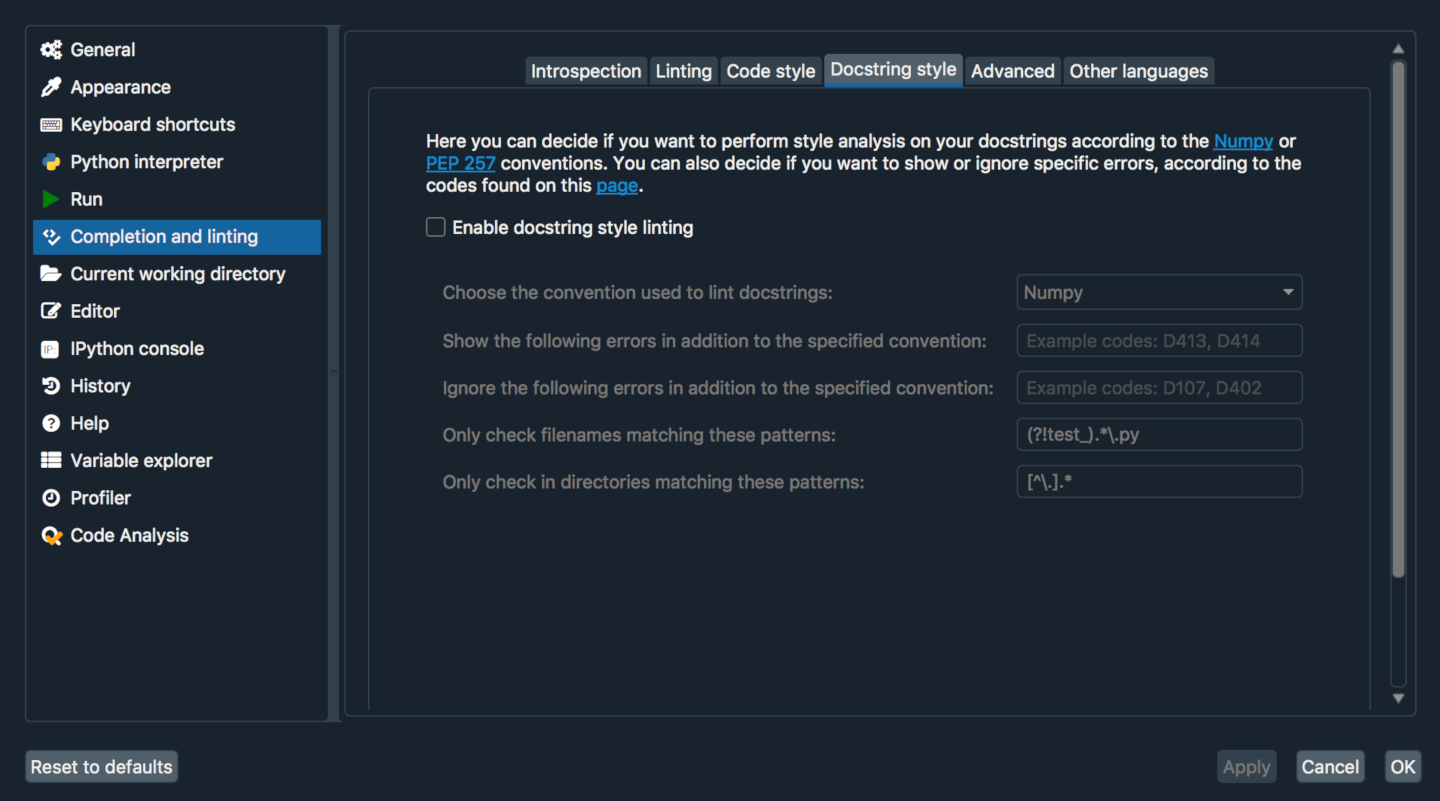 General
Appearance
Keyboard shortcuts
Python interpreter
Run
Completion and linting
Current working directory
Editor
IP:
IPython console
History
Help
Variable explorer
Profiler
Code Analysis
Introspection
Linting
Code style
Docstring style
Advanced
Other languages
Here you can decide if you want to perform style analysis on your docstrings according to the Numpy or
PEP 257 conventions. You can also decide if you want to show or ignore specific errors, according to the
codes found on this page.
Enable docstring style linting
Choose the convention used to lint docstrings:
Numpy
Show the following errors in addition to the specified convention:
Example codes: D413, D414
Ignore the following errors in addition to the specified convention:
Example codes: D107, D402
Only check filenames matching these patterns:
(?!test_).*\.py
Only check in directories matching these patterns:
[^\.].*
Reset to defaults
Apply
Cancel
OK